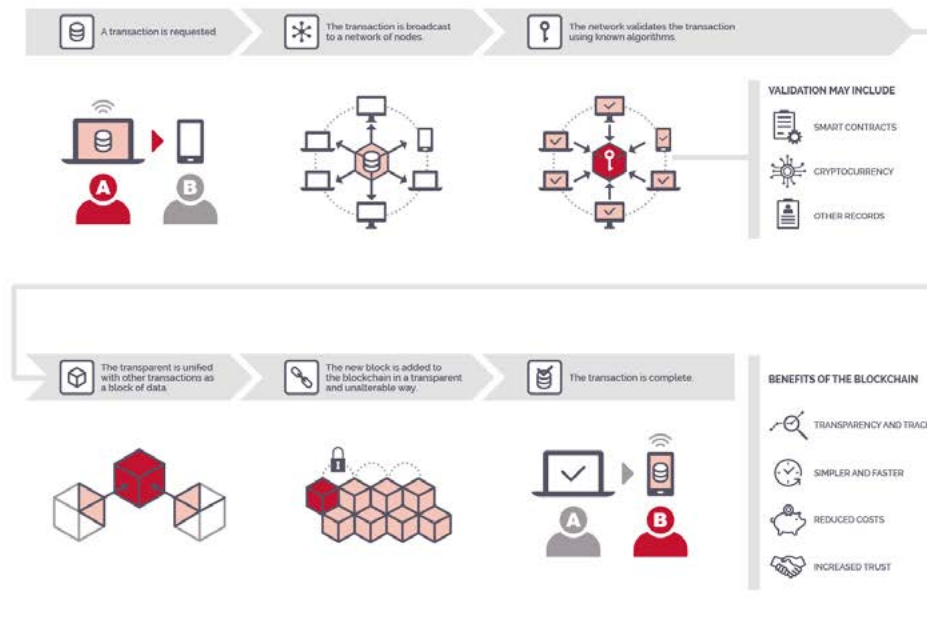 A transaction is requested.
The transaction is broadcast
to a network of nodes.
The network validates the transaction
using known algorithms.
VALIDATION MAY INCLUDE
SMART CONTRACTS
CRYPTOCURRENCY
OTHER RECORDS
A
B
The transparent is unified
with other transactions as
a block of data.
The new block is added to
the blockchain in a transparent
and unalterable way.
The transaction is complete.
BENEFITS OF THE BLOCKCHAIN
TRANSPARENCY AND TRAC
SIMPLER AND FASTER
REDUCED COSTS
INCREASED TRUST
A
B